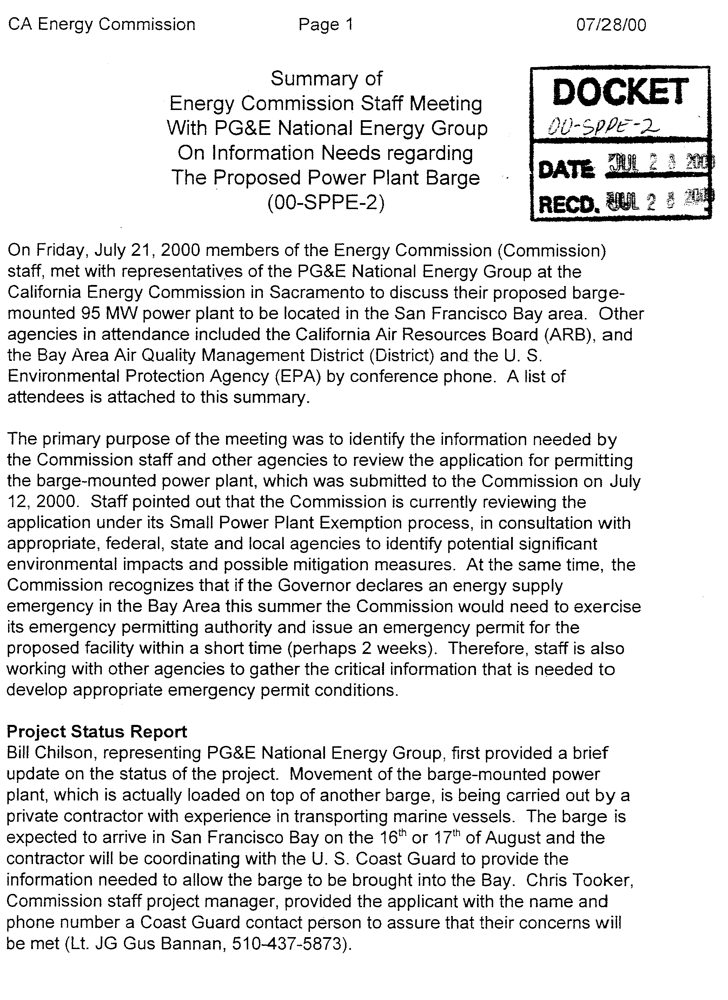 CA Energy Commission Page 1 07/28/00
Summary of
Energy Commission Staff Meeting
With PG&E National Energy Group
On Information Needs regarding
The Proposed Power Plant Barge
(00-SPPE-2)
DOCKET
00-SPPE-2
DATE JUL 28 2000
RECD. JUL 28 2000
On Friday, July 21, 2000 members of the Energy Commission (Commission)
staff, met with representatives of the PG&E National Energy Group at the
California Energy Commission in Sacramento to discuss their proposed barge-
mounted 95 MW power plant to be located in the San Francisco Bay area. Other
agencies in attendance included the California Air Resources Board (ARB), and
the Bay Area Air Quality Management District (District) and the U. S.
Environmental Protection Agency (EPA) by conference phone. A list of
attendees is attached to this summary.
The primary purpose of the meeting was to identify the information needed by
the Commission staff and other agencies to review the application for permitting
the barge-mounted power plant, which was submitted to the Commission on July
12, 2000. Staff pointed out that the Commission is currently reviewing the
application under its Small Power Plant Exemption process, in consultation with
appropriate, federal, state and local agencies to identify potential significant
environmental impacts and possible mitigation measures. At the same time, the
Commission recognizes that if the Governor declares an energy supply
emergency in the Bay Area this summer the Commission would need to exercise
its emergency permitting authority and issue an emergency permit for the
proposed facility within a short time (perhaps 2 weeks). Therefore, staff is also
working with other agencies to gather the critical information that is needed to
develop appropriate emergency permit conditions.
Project Status Report
Bill Chilson, representing PG&E National Energy Group, first provided a brief
update on the status of the project. Movement of the barge-mounted power
plant, which is actually loaded on top of another barge, is being carried out by a
private contractor with experience in transporting marine vessels. The barge is
expected to arrive in San Francisco Bay on the 16th or 17th of August and the
contractor will be coordinating with the U. S. Coast Guard to provide the
information needed to allow the barge to be brought into the Bay. Chris Tooker,
Commission staff project manager, provided the applicant with the name and
phone number a Coast Guard contact person to assure that their concerns will
be met (Lt. JG Gus Bannan, 510-437-5873).